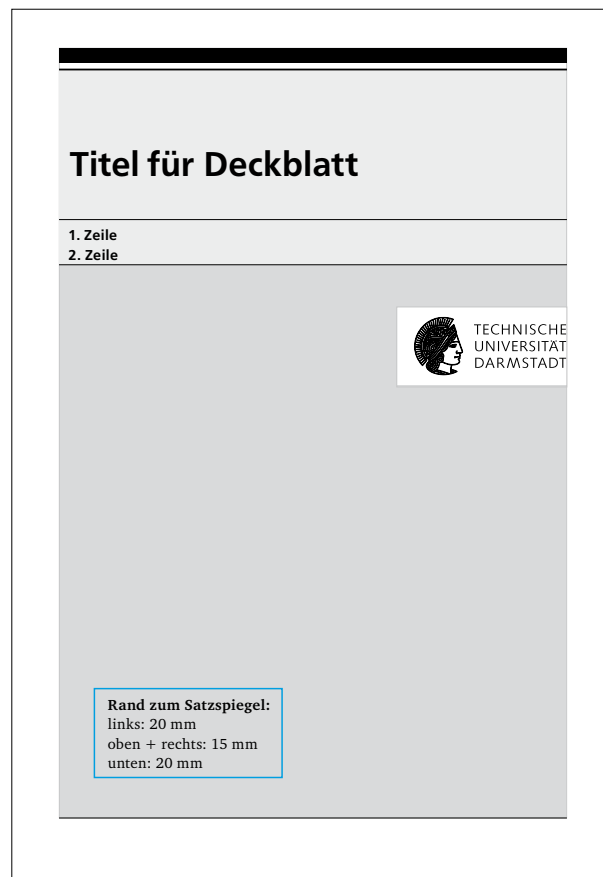 Titel für Deckblatt
1. Zeile
2. Zeile
TECHNISCHE
UNIVERSITÄT
DARMSTADT
Rand zum Satzspiegel:
links: 20 mm
oben + rechts: 15 mm
unten: 20 mm